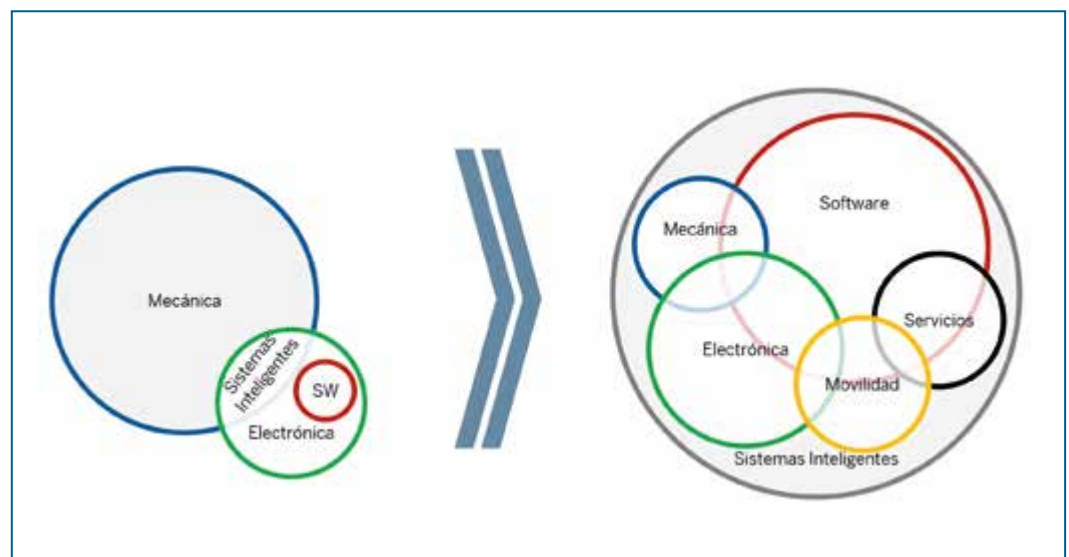 Mecánica
Sistemas
Inteligentes
SW
Electrónica
Software
Mecánica
Servicios
Electrónica
Movilidad
Sistemas Inteligentes